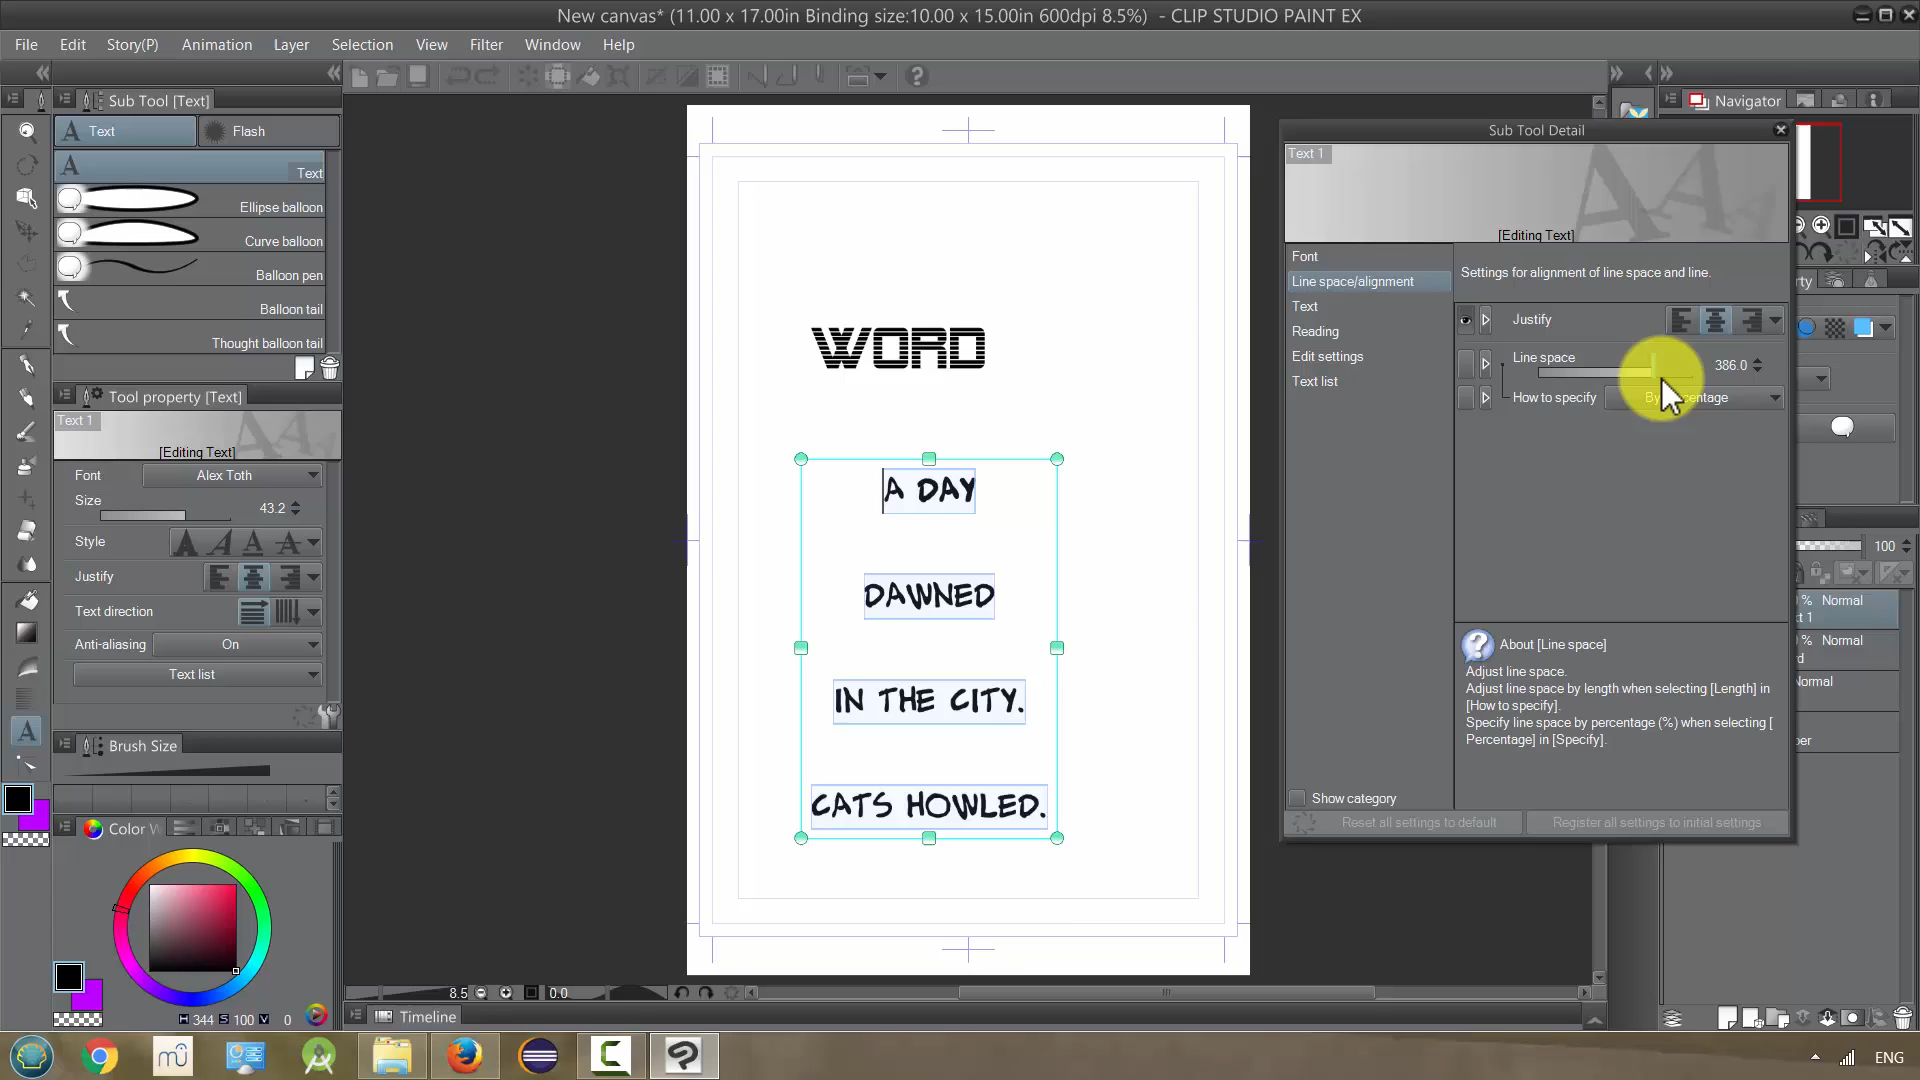 New canvas* (11.00 x 17.00in Binding size:10.00 x 15.00in 600dpi 8.5%) - CLIP STUDIO PAINT EX
File Edit Story(P) Animation Layer Selection View Filter Window Help
Sub Tool [Text]
Text Flash
Text
Ellipse balloon
Curve balloon
Balloon pen
Balloon tail
Thought balloon tail
Tool property [Text]
Text 1
[Editing Text]
Font Alex Toth
Size 43.2
Style
Justify
Text direction
Anti-aliasing On
Text list
Brush Size
Color W
H 344 S 100 V 0
WORD
A DAY
DAWNED
IN THE CITY.
CATS HOWLED.
8.5 0.0
Timeline
Sub Tool Detail
Text 1
[Editing Text]
Font
Line space/alignment
Text
Reading
Edit settings
Text list
Show category
Settings for alignment of line space and line.
Justify
Line space 386.0
How to specify
About [Line space]
Adjust line space.
Adjust line space by length when selecting [Length] in
[How to specify].
Specify line space by percentage (%) when selecting [
Percentage] in [Specify].
Reset all settings to default Register all settings to initial settings
Navigator
100
% Normal
% Normal
ENG